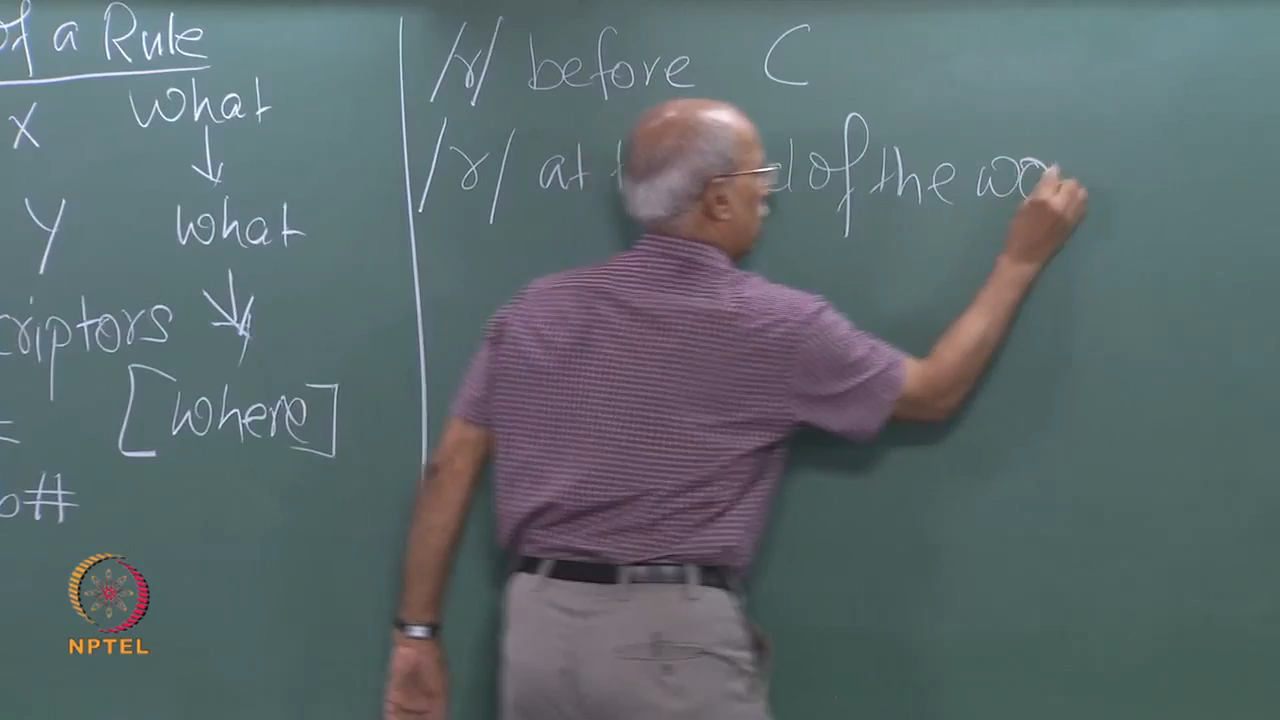 of a Rule
X What
↓
Y what
↓
criptors
[where]
=
b#
/r/ before C
/r/ at of the wo
NPTEL